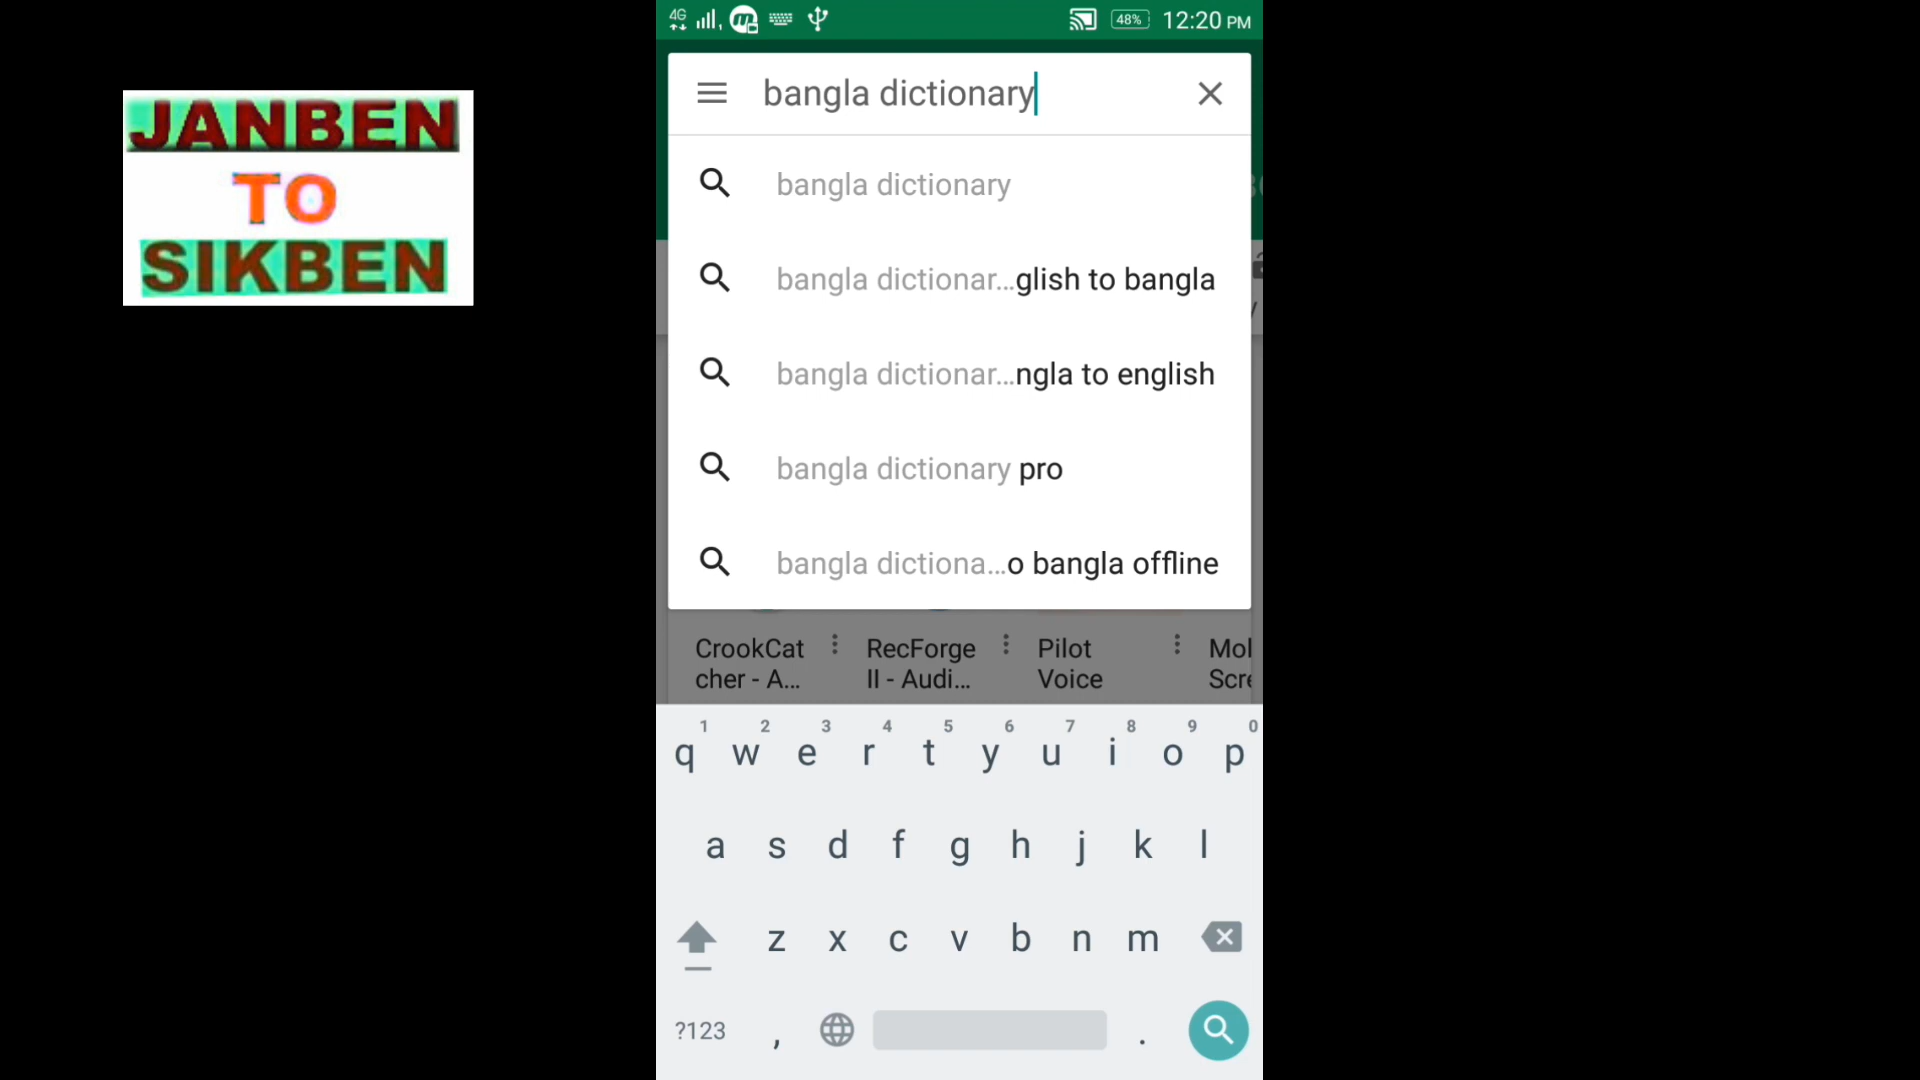 JANBEN
TO
SIKBEN
4G
48%
12:20 PM
bangla dictionary
bangla dictionary
bangla dictionar...glish to bangla
bangla dictionar...ngla to english
bangla dictionary pro
bangla dictiona...o bangla offline
CrookCat
cher - A...
RecForge
II - Audi...
Pilot
Voice
Mol
Scre
1 2 3 4 5 6 7 8 9 0
q w e r t y u i o p
a s d f g h j k l
z x c v b n m
?123 , .